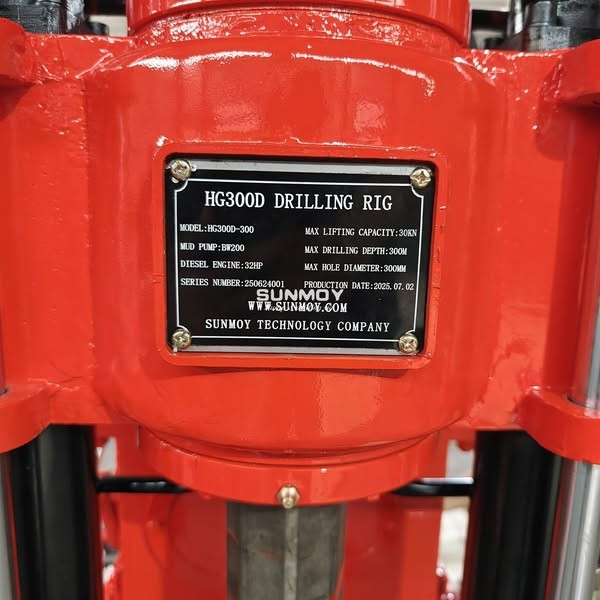 HG300D DRILLING RIG
MODEL:HG300D-300 MAX LIFTING CAPACITY:30KN
MUD PUMP:BW200 MAX DRILLING DEPTH:300M
DIESEL ENGINE:32HP MAX HOLE DIAMETER:300MM
SERIES NUMBER:250624001 PRODUCTION DATE:2025.07.02
SUNMOY
WWW.SUNMOY.COM
SUNMOY TECHNOLOGY COMPANY